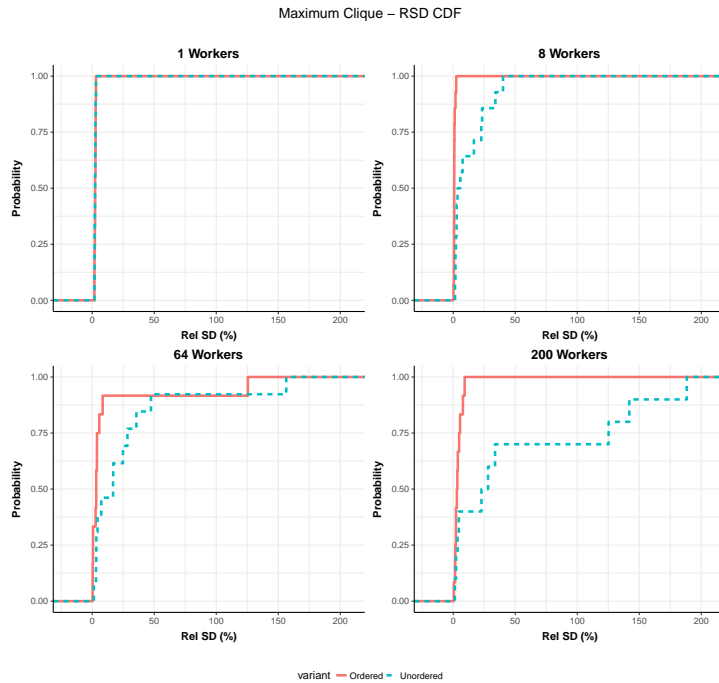 Maximum Clique – RSD CDF
1 Workers
1.00
0.75
0.50
0.25
0.00
Probability
0 50 100 150 200
Rel SD (%)
8 Workers
1.00
0.75
0.50
0.25
0.00
Probability
0 50 100 150 200
Rel SD (%)
64 Workers
1.00
0.75
0.50
0.25
0.00
Probability
0 50 100 150 200
Rel SD (%)
200 Workers
1.00
0.75
0.50
0.25
0.00
Probability
0 50 100 150 200
Rel SD (%)
variant Ordered Unordered